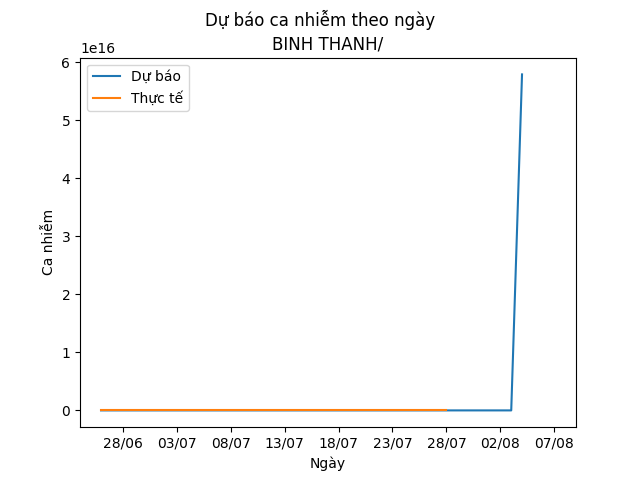 Dự báo ca nhiễm theo ngày
BINH THANH/
1e16
Dự báo
Thực tế
6
5
4
3
2
1
0
Ca nhiễm
28/06 03/07 08/07 13/07 18/07 23/07 28/07 02/08 07/08
Ngày